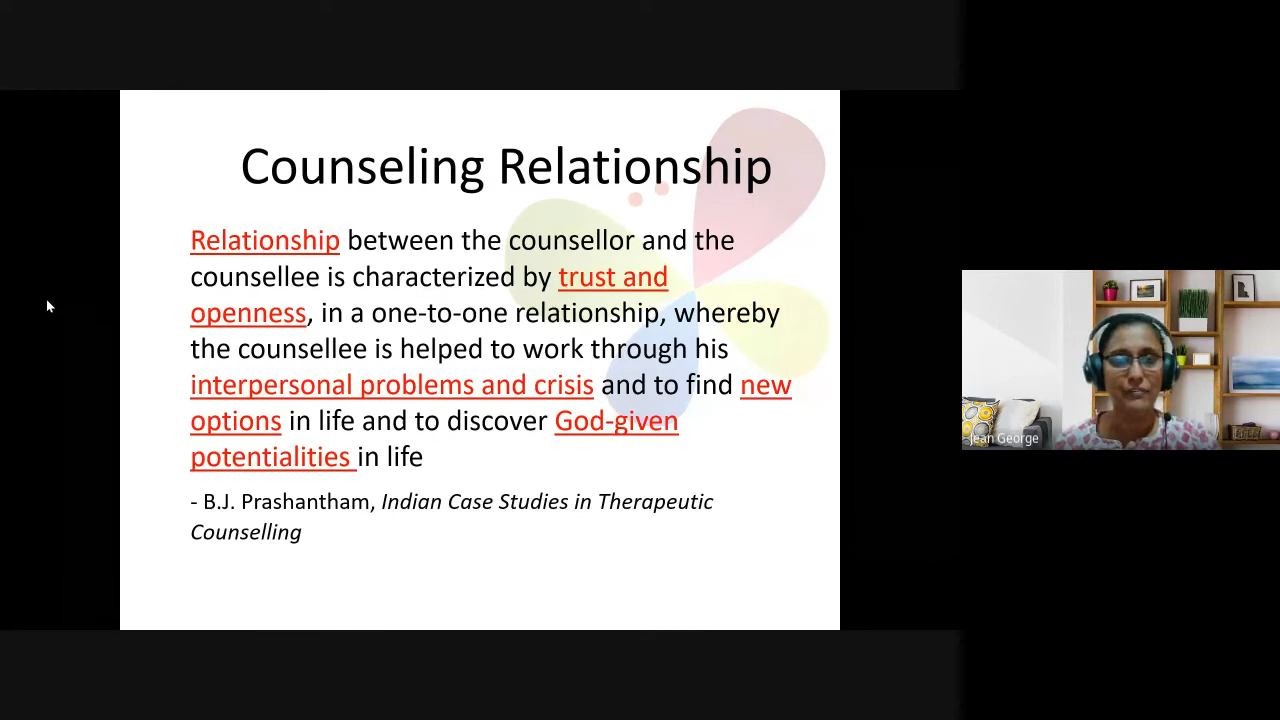 Counseling Relationship
Relationship between the counsellor and the
counsellee is characterized by trust and
openness, in a one-to-one relationship, whereby
the counsellee is helped to work through his
interpersonal problems and crisis and to find new
options in life and to discover God-given
potentialities in life
- B.J. Prashantham, Indian Case Studies in Therapeutic
Counselling
Jean George